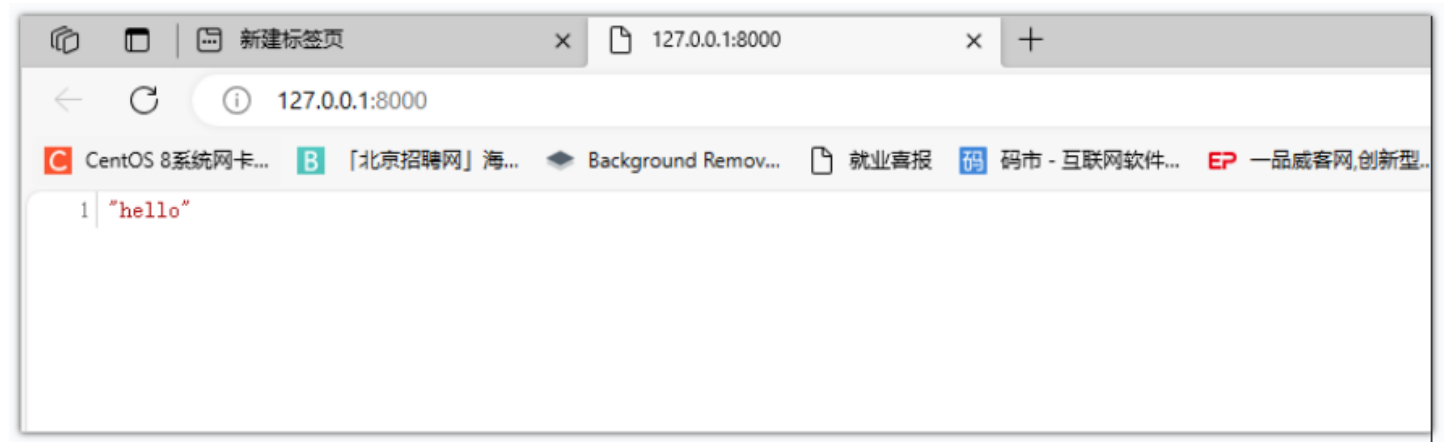 新建标签页 127.0.0.1:8000
127.0.0.1:8000
C CentOS 8系统网卡... B 「北京招聘网」海... Background Remov... 就业喜报 码 码市 - 互联网软件... EP 一品威客网,创新型...
1 "hello"